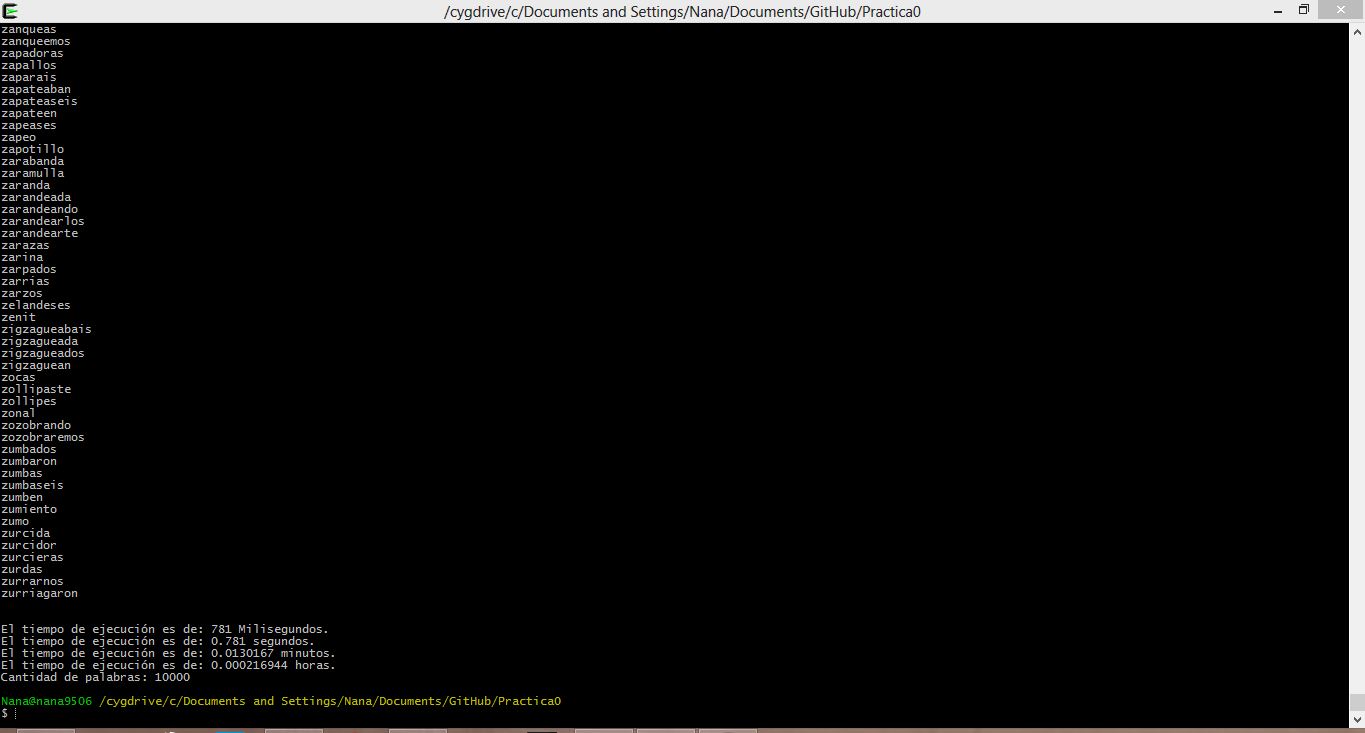 /cygdrive/c/Documents and Settings/Nana/Documents/GitHub/Practica0
zanqueas
zanqueemos
zapadoras
zapallos
zaparais
zapateaban
zapateaseis
zapateen
zapeases
zapeo
zapotillo
zarabanda
zaramulla
zaranda
zarandeada
zarandeando
zarandearlos
zarandearte
zarazas
zarina
zarpados
zarrias
zarzos
zelandeses
zenit
zigzagueabais
zigzagueada
zigzagueados
zigzaguean
zocas
zollipaste
zollipes
zonal
zozobrando
zozobraremos
zumbados
zumbaron
zumbas
zumbaseis
zumben
zumiento
zumo
zurcida
zurcidor
zurcieras
zurdas
zurrarnos
zurriagaron
El tiempo de ejecución es de: 781 Milisegundos.
El tiempo de ejecución es de: 0.781 segundos.
El tiempo de ejecución es de: 0.0130167 minutos.
El tiempo de ejecución es de: 0.000216944 horas.
Cantidad de palabras: 10000
Nana@nana9506 /cygdrive/c/Documents and Settings/Nana/Documents/GitHub/Practica0
$